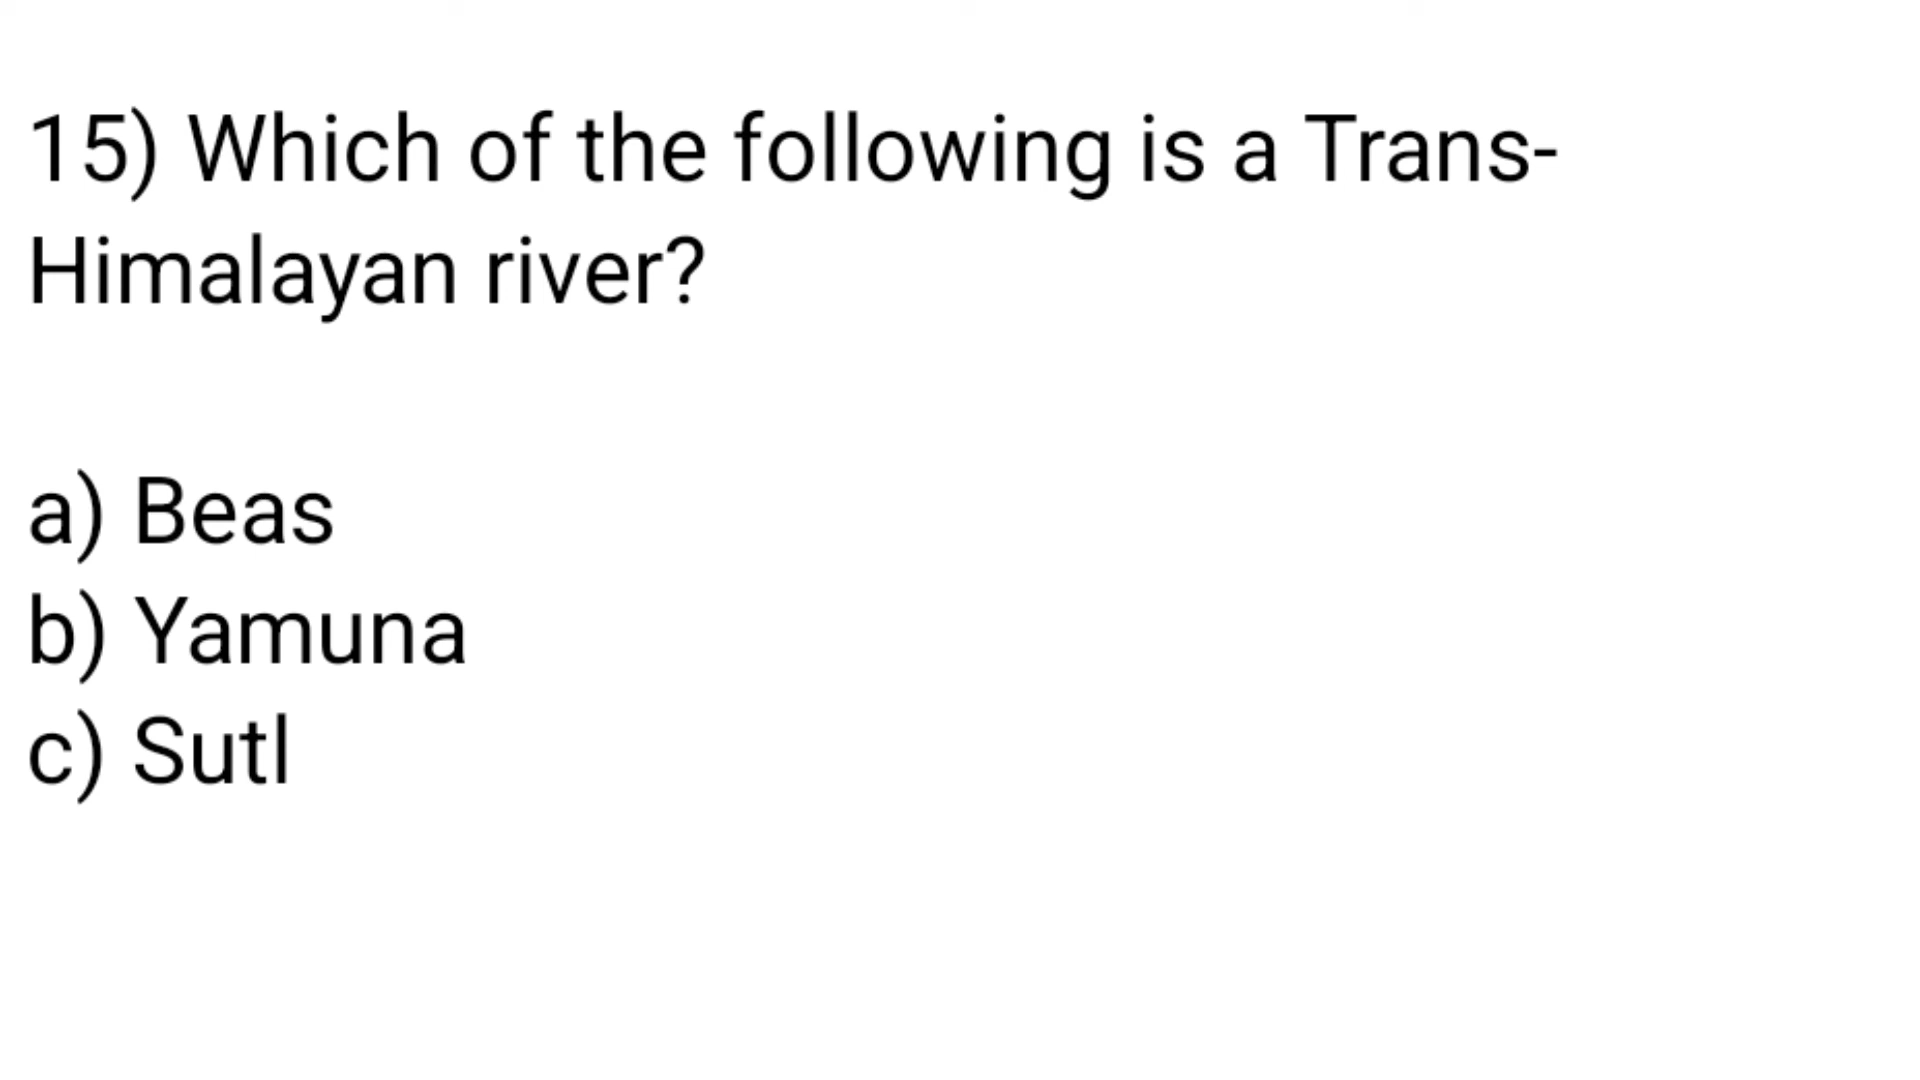 15) Which of the following is a Trans-
Himalayan river?
a) Beas
b) Yamuna
c) Sutl